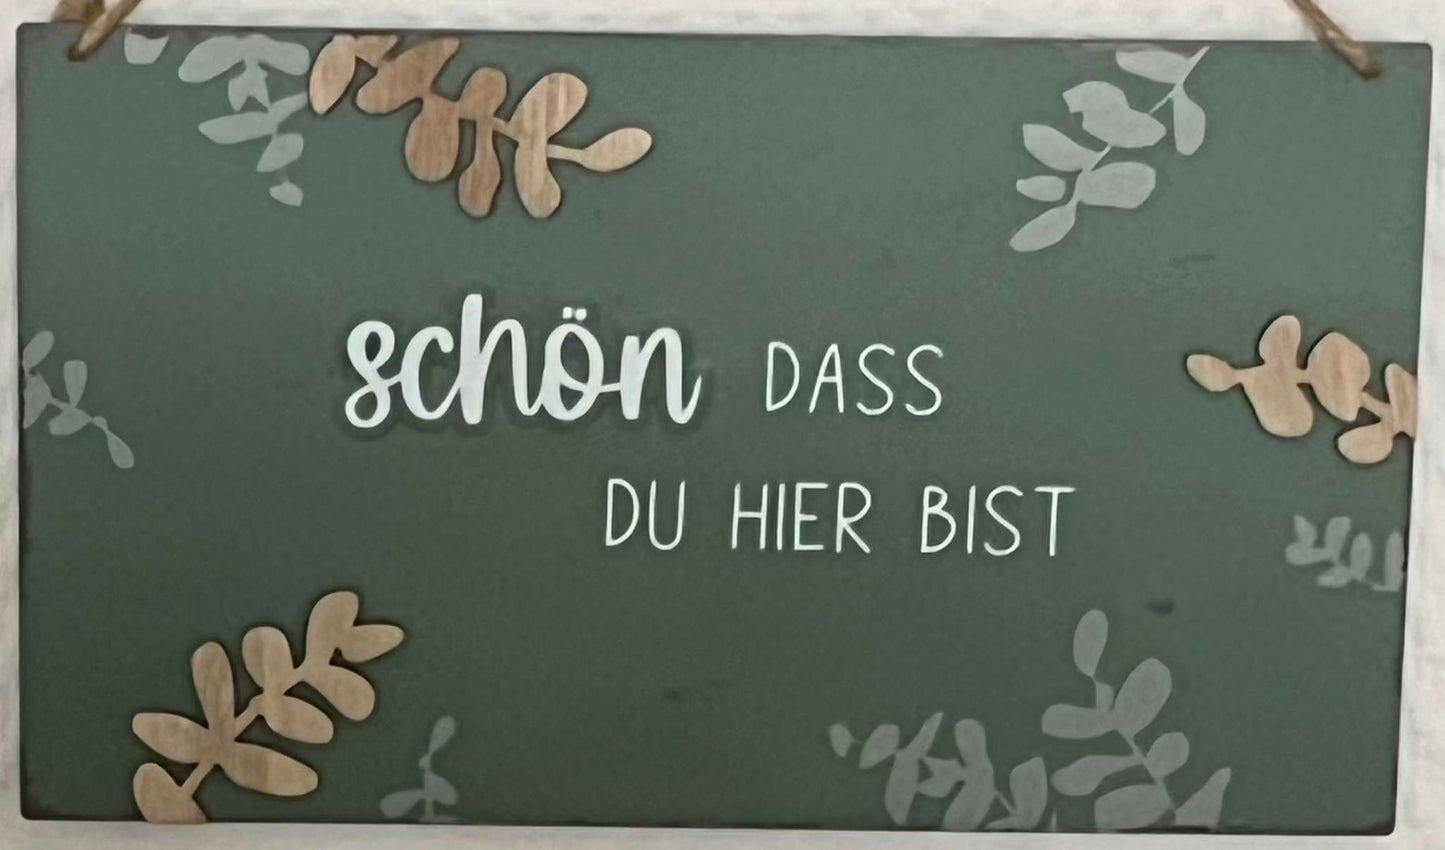 schön DASS
DU HIER BIST